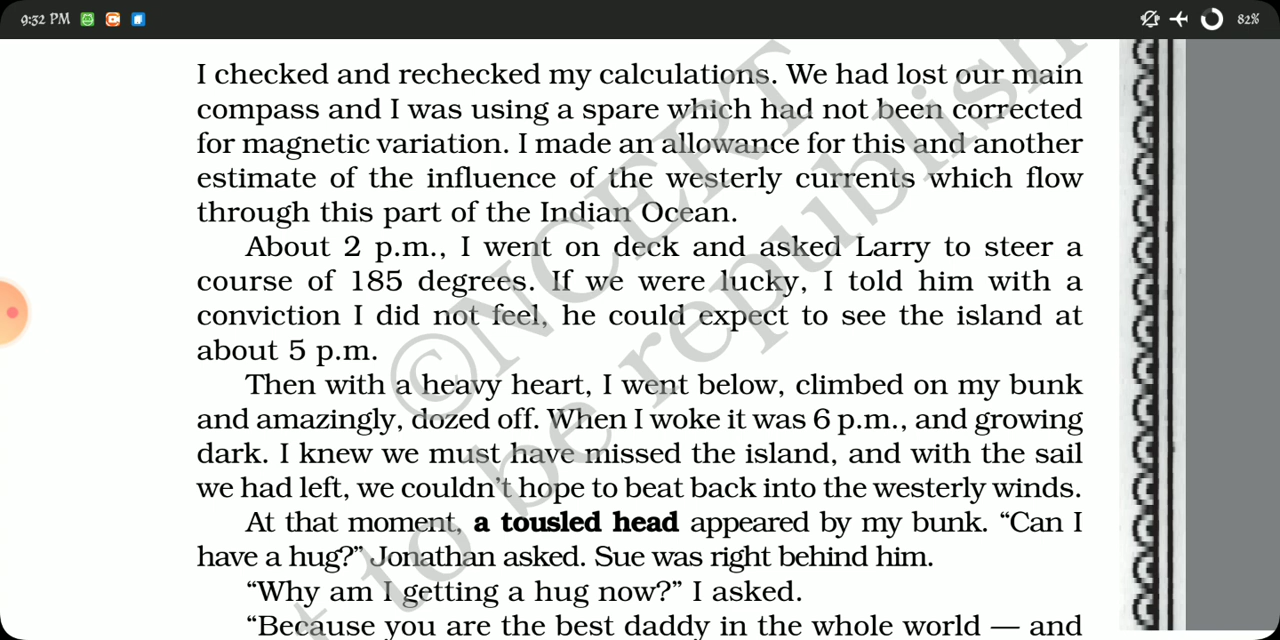 9:32 PM
82%
I checked and rechecked my calculations. We had lost our main
compass and I was using a spare which had not been corrected
for magnetic variation. I made an allowance for this and another
estimate of the influence of the westerly currents which flow
through this part of the Indian Ocean.
About 2 p.m., I went on deck and asked Larry to steer a
course of 185 degrees. If we were lucky, I told him with a
conviction I did not feel, he could expect to see the island at
about 5 p.m.
Then with a heavy heart, I went below, climbed on my bunk
and amazingly, dozed off. When I woke it was 6 p.m., and growing
dark. I knew we must have missed the island, and with the sail
we had left, we couldn’t hope to beat back into the westerly winds.
At that moment, a tousled head appeared by my bunk. “Can I
have a hug?” Jonathan asked. Sue was right behind him.
“Why am I getting a hug now?” I asked.
“Because you are the best daddy in the whole world — and
©NCERT
to be republish